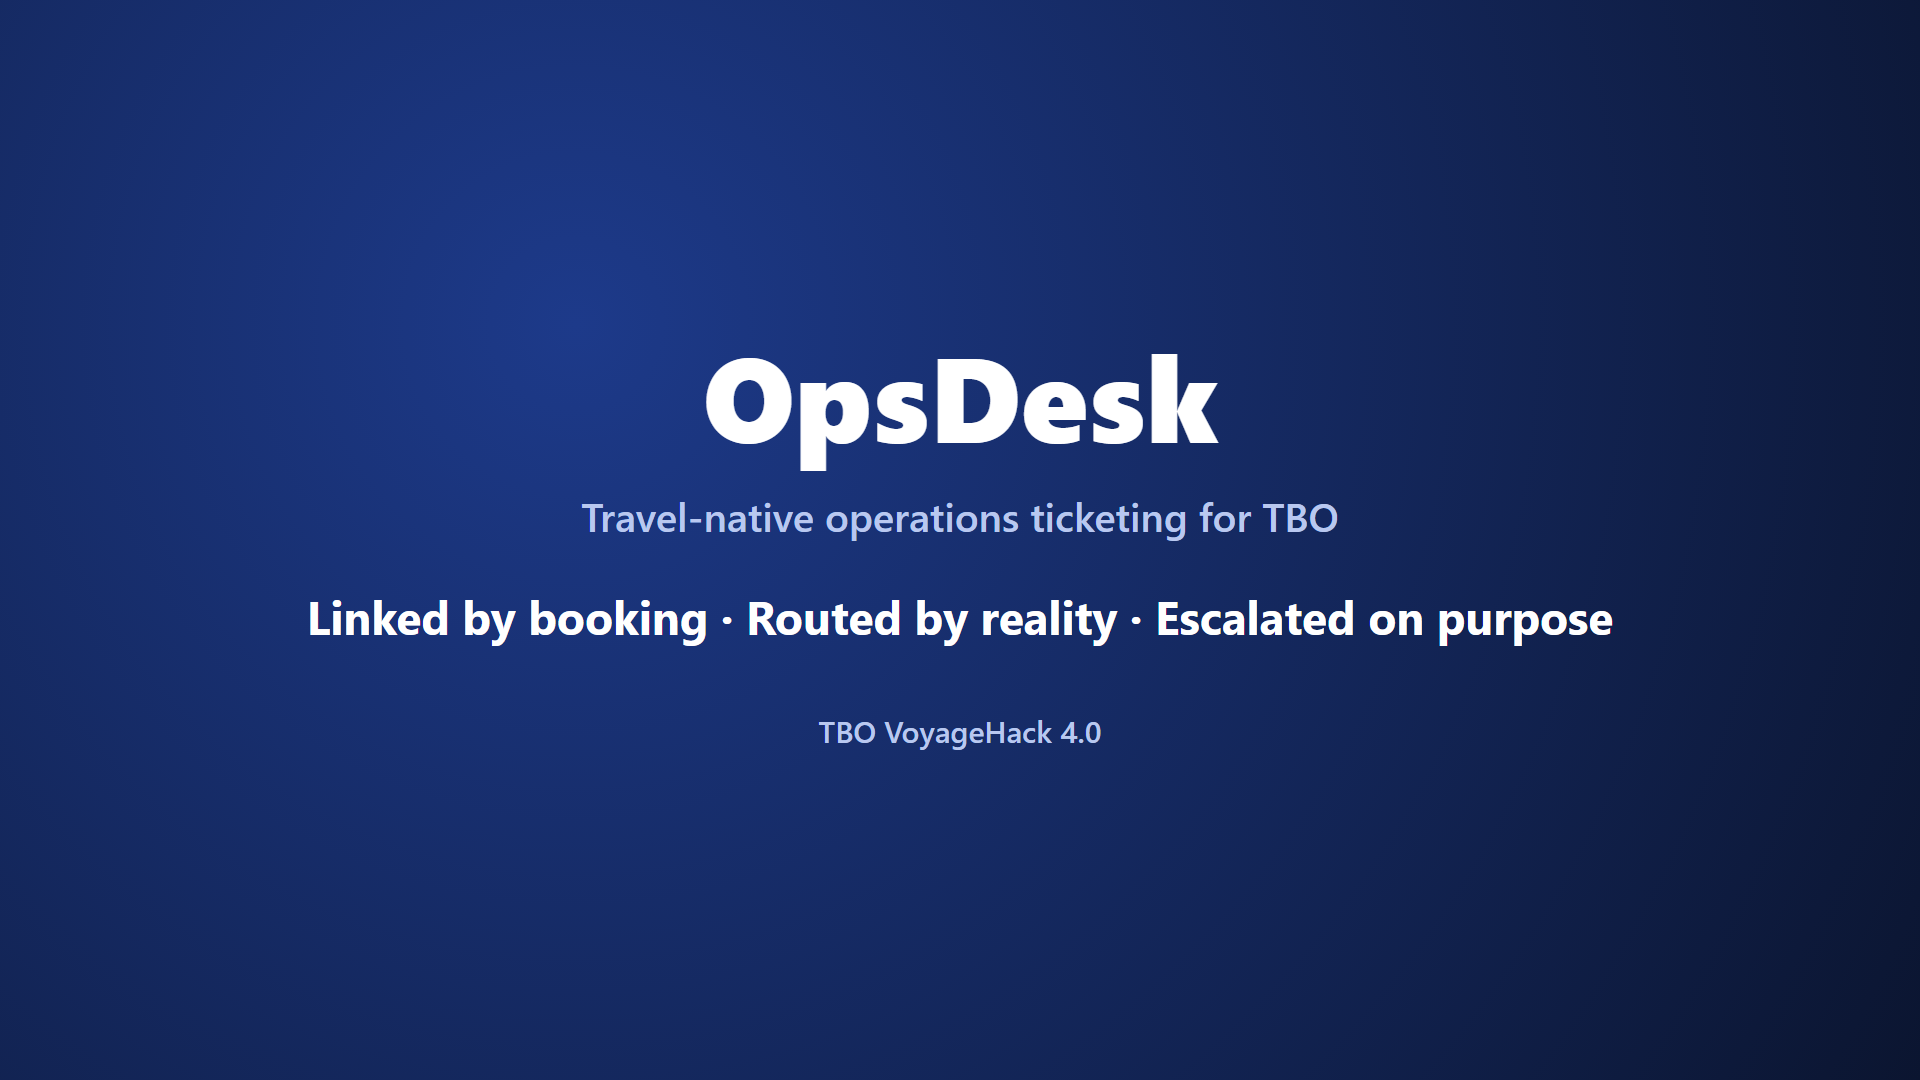 OpsDesk
Travel-native operations ticketing for TBO
Linked by booking · Routed by reality · Escalated on purpose
TBO VoyageHack 4.0